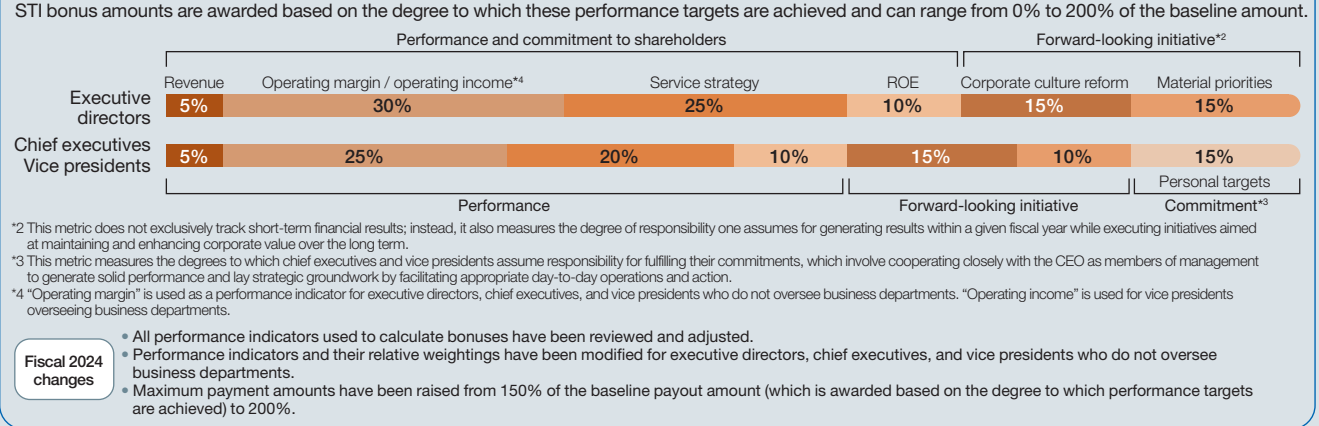 STI bonus amounts are awarded based on the degree to which these performance targets are achieved and can range from 0% to 200% of the baseline amount.
Performance and commitment to shareholders
Forward-looking initiative*2
Revenue
Operating margin / operating income*4
Service strategy
ROE
Corporate culture reform
Material priorities
Executive
directors
5%
30%
25%
10%
15%
15%
Chief executives
Vice presidents
5%
25%
20%
10%
15%
10%
15%
Personal targets
Performance
Forward-looking initiative
Commitment*3
*2 This metric does not exclusively track short-term financial results; instead, it also measures the degree of responsibility one assumes for generating results within a given fiscal year while executing initiatives aimed
at maintaining and enhancing corporate value over the long term.
*3 This metric measures the degrees to which chief executives and vice presidents assume responsibility for fulfilling their commitments, which involve cooperating closely with the CEO as members of management
to generate solid performance and lay strategic groundwork by facilitating appropriate day-to-day operations and action.
*4 “Operating margin” is used as a performance indicator for executive directors, chief executives, and vice presidents who do not oversee business departments. “Operating income” is used for vice presidents
overseeing business departments.
Fiscal 2024
changes
• All performance indicators used to calculate bonuses have been reviewed and adjusted.
• Performance indicators and their relative weightings have been modified for executive directors, chief executives, and vice presidents who do not oversee
business departments.
• Maximum payment amounts have been raised from 150% of the baseline payout amount (which is awarded based on the degree to which performance targets
are achieved) to 200%.